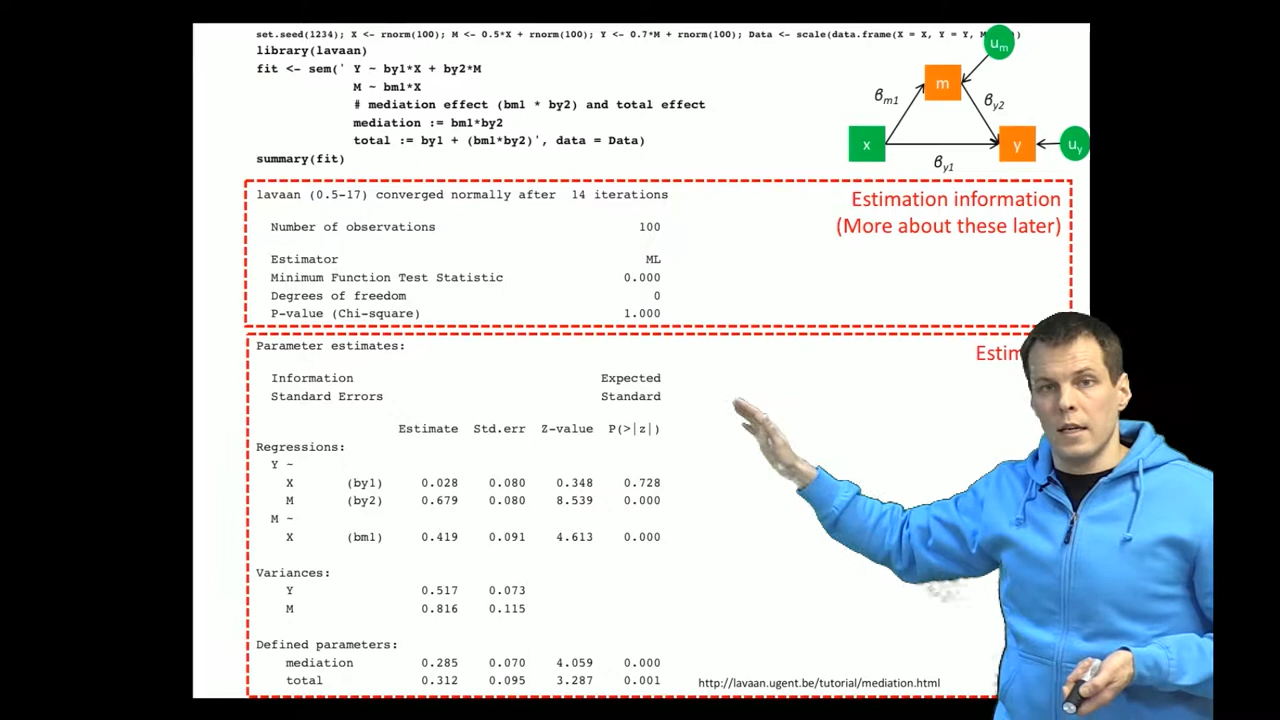 set.seed(1234); X <- rnorm(100); M <- 0.5*X + rnorm(100); Y <- 0.7*M + rnorm(100); Data <- scale(data.frame(X = X, Y = Y,
library(lavaan)
fit <- sem(' Y ~ by1*X + by2*M
M ~ bm1*X
# mediation effect (bm1 * by2) and total effect
mediation := bm1*by2
total := by1 + (bm1*by2)', data = Data)
summary(fit)
um
m
βm1
βy2
x
y
uy
βy1
lavaan (0.5-17) converged normally after 14 iterations
Estimation information
(More about these later)
Number of observations 100
Estimator ML
Minimum Function Test Statistic 0.000
Degrees of freedom 0
P-value (Chi-square) 1.000
Parameter estimates:
Information Expected
Standard Errors Standard
Estimate Std.err Z-value P(>|z|)
Regressions:
Y ~
X (by1) 0.028 0.080 0.348 0.728
M (by2) 0.679 0.080 8.539 0.000
M ~
X (bm1) 0.419 0.091 4.613 0.000
Variances:
Y 0.517 0.073
M 0.816 0.115
Defined parameters:
mediation 0.285 0.070 4.059 0.000
total 0.312 0.095 3.287 0.001
http://lavaan.ugent.be/tutorial/mediation.html